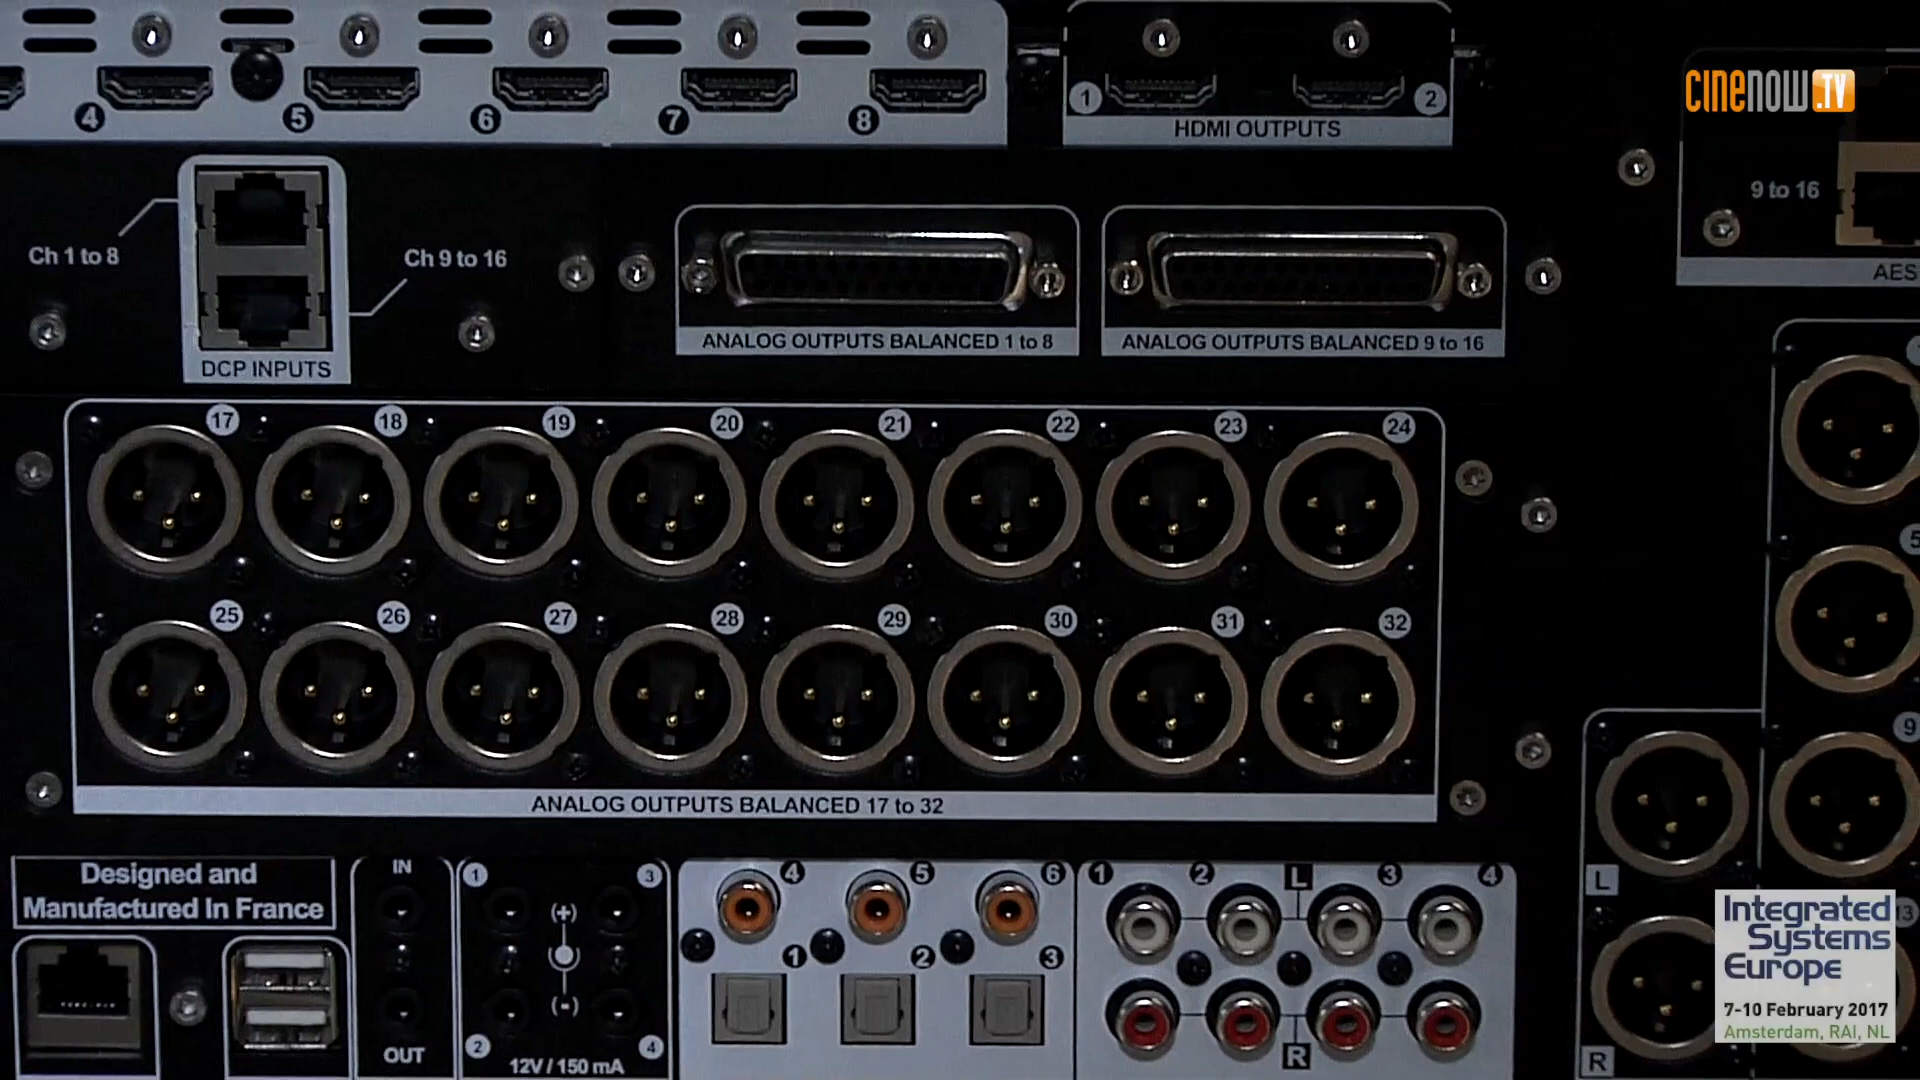 4
5
6
7
8
1
2
HDMI OUTPUTS
cinenow.TV
9 to 16
AES
Ch 1 to 8
Ch 9 to 16
DCP INPUTS
ANALOG OUTPUTS BALANCED 1 to 8
ANALOG OUTPUTS BALANCED 9 to 16
17 18 19 20 21 22 23 24
25 26 27 28 29 30 31 32
ANALOG OUTPUTS BALANCED 17 to 32
5
9
13
L
R
Designed and
Manufactured In France
IN
OUT
1
3
(+)
(-)
2
4
12V / 150 mA
4 5 6
1 2 3
1 2 L 3 4
R
Integrated
Systems
Europe
7-10 February 2017
Amsterdam, RAI, NL